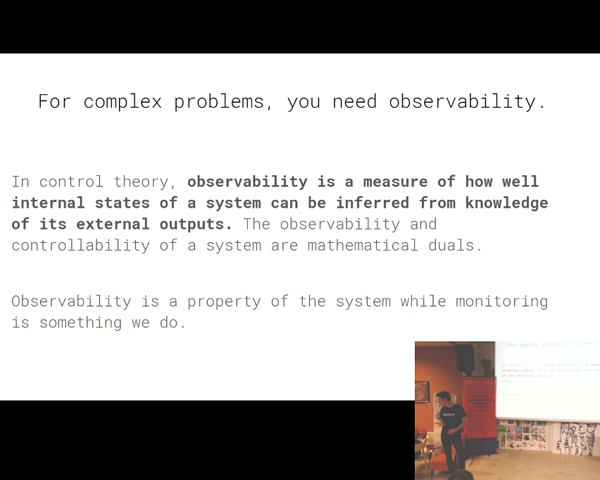 For complex problems, you need observability.
In control theory, observability is a measure of how well
internal states of a system can be inferred from knowledge
of its external outputs. The observability and
controllability of a system are mathematical duals.
Observability is a property of the system while monitoring
is something we do.